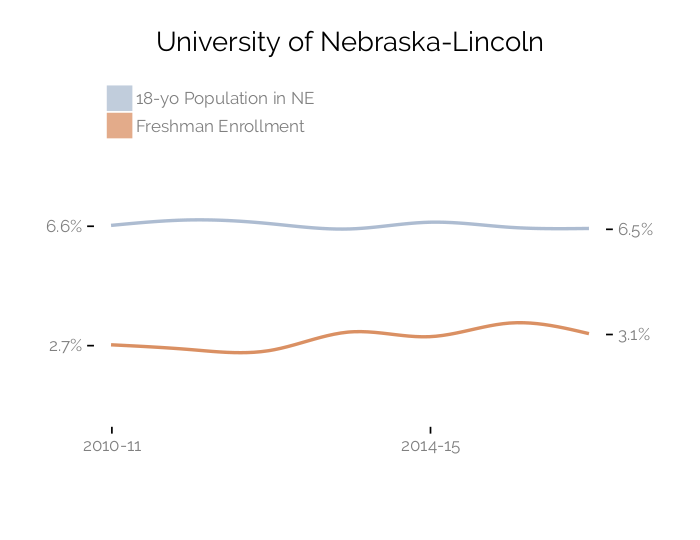 University of Nebraska-Lincoln
18-yo Population in NE
Freshman Enrollment
6.6%
6.5%
2.7%
3.1%
2010-11
2014-15